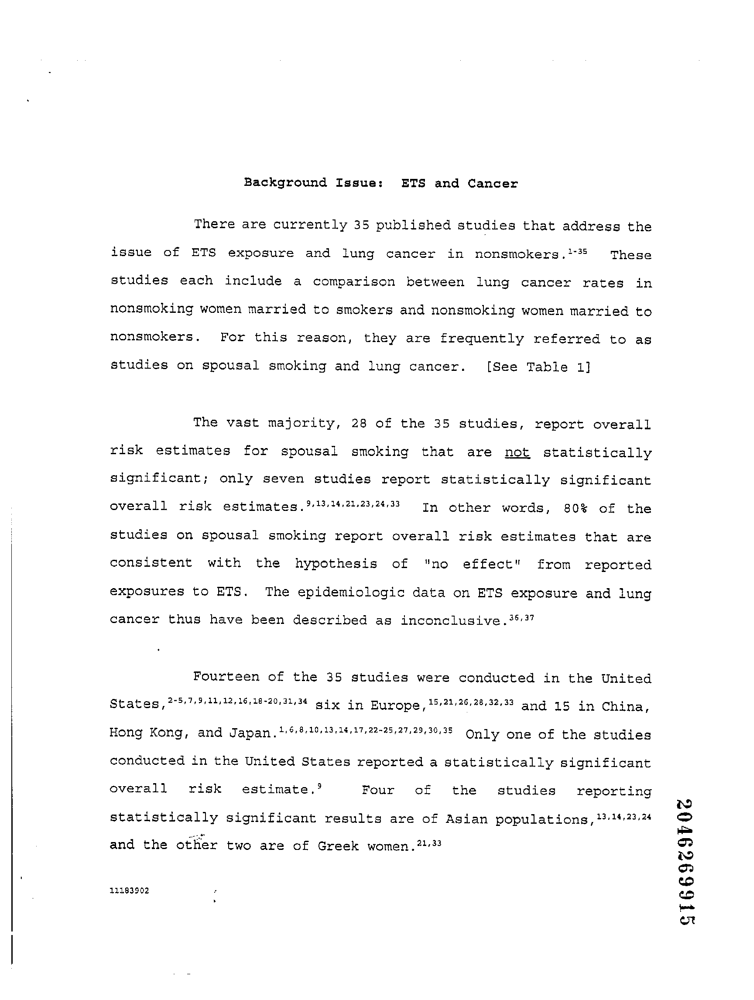 Background Issue: ETS and Cancer
There are currently 35 published studies that address the
issue of ETS exposure and lung cancer in nonsmokers.1-35 These
studies each include a comparison between lung cancer rates in
nonsmoking women married to smokers and nonsmoking women married to
nonsmokers. For this reason, they are frequently referred to as
studies on spousal smoking and lung cancer. [See Table 1]
The vast majority, 28 of the 35 studies, report overall
risk estimates for spousal smoking that are not statistically
significant; only seven studies report statistically significant
overall risk estimates.9,13,14,21,23,24,33 In other words, 80% of the
studies on spousal smoking report overall risk estimates that are
consistent with the hypothesis of "no effect" from reported
exposures to ETS. The epidemiologic data on ETS exposure and lung
cancer thus have been described as inconclusive.36,37
Fourteen of the 35 studies were conducted in the United
States,2-5,7,9,11,12,16,18-20,31,34 six in Europe,15,21,26,28,32,33 and 15 in China,
Hong Kong, and Japan.1,6,8,10,13,14,17,22-25,27,29,30,35 Only one of the studies
conducted in the United States reported a statistically significant
overall risk estimate.9 Four of the studies reporting
statistically significant results are of Asian populations,13,14,23,24
and the other two are of Greek women.21,33
11183902
2046269915